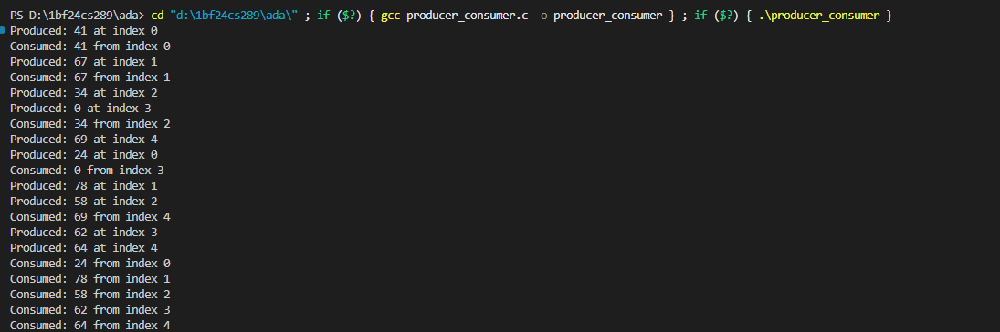 PS D:\1bf24cs289\ada> cd "d:\1bf24cs289\ada\" ; if ($?) { gcc producer_consumer.c -o producer_consumer } ; if ($?) { .\producer_consumer }
Produced: 41 at index 0
Consumed: 41 from index 0
Produced: 67 at index 1
Consumed: 67 from index 1
Produced: 34 at index 2
Produced: 0 at index 3
Consumed: 34 from index 2
Produced: 69 at index 4
Produced: 24 at index 0
Consumed: 0 from index 3
Produced: 78 at index 1
Produced: 58 at index 2
Consumed: 69 from index 4
Produced: 62 at index 3
Produced: 64 at index 4
Consumed: 24 from index 0
Consumed: 78 from index 1
Consumed: 58 from index 2
Consumed: 62 from index 3
Consumed: 64 from index 4